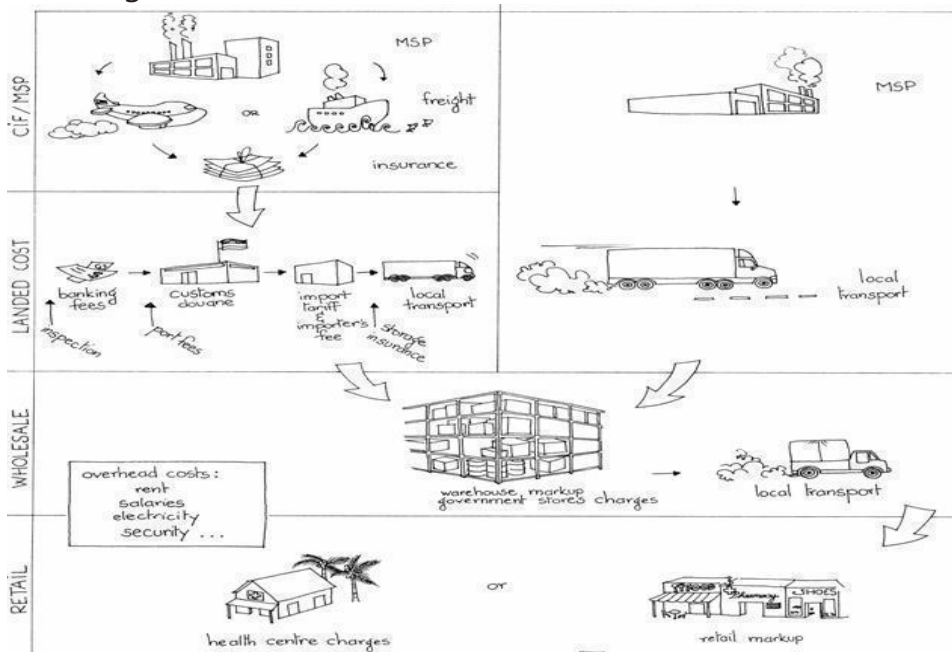 CIF/MSP
MSP
OR
freight
insurance
MSP
LANDED COST
banking
fees
customs
douane
import
tariff
&
importer's
fee
local
transport
inspection
port fees
storage
insurance
local
transport
WHOLESALE
overhead costs:
rent
salaries
electricity
security ...
warehouse, markup
government stores charges
local transport
RETAIL
health centre charges
or
Pharmacy
SHOES
retail markup